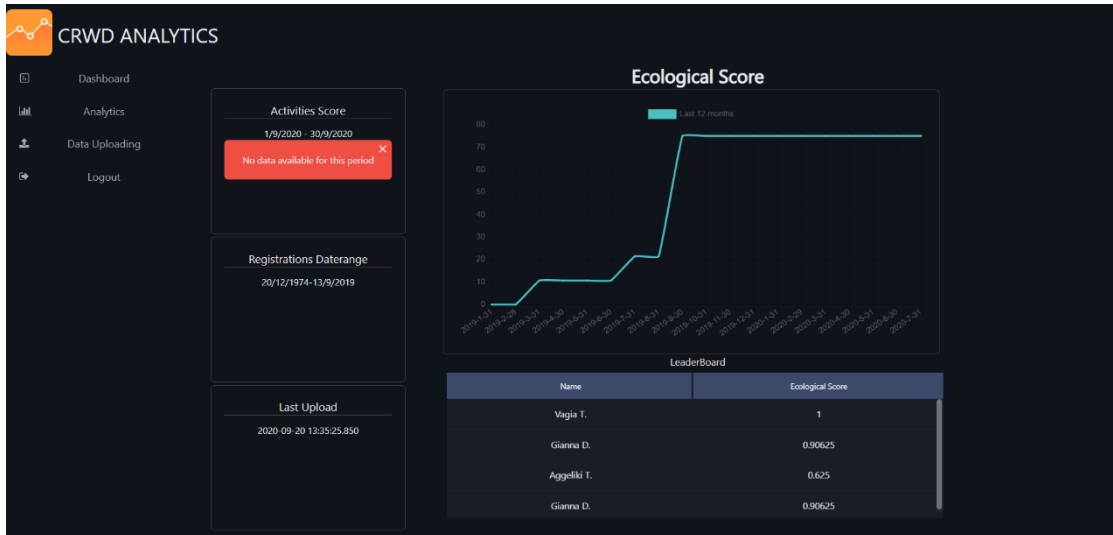 CRWD ANALYTICS
Dashboard
Analytics
Data Uploading
Logout
Activities Score
1/9/2020 - 30/9/2020
No data available for this period
×
Registrations Daterange
20/12/1974-13/9/2019
Last Upload
2020-09-20 13:35:25.850
Ecological Score
Last 12 months
80
70
60
50
40
30
20
10
0
2019-1-31
2019-2-28
2019-3-31
2019-4-30
2019-5-31
2019-6-30
2019-7-31
2019-8-31
2019-9-30
2019-10-31
2019-11-30
2019-12-31
2020-1-31
2020-2-29
2020-3-31
2020-4-30
2020-5-31
2020-6-30
2020-7-31
LeaderBoard
Name Ecological Score
Vagia T. 1
Gianna D. 0.90625
Aggeliki T. 0.625
Gianna D. 0.90625